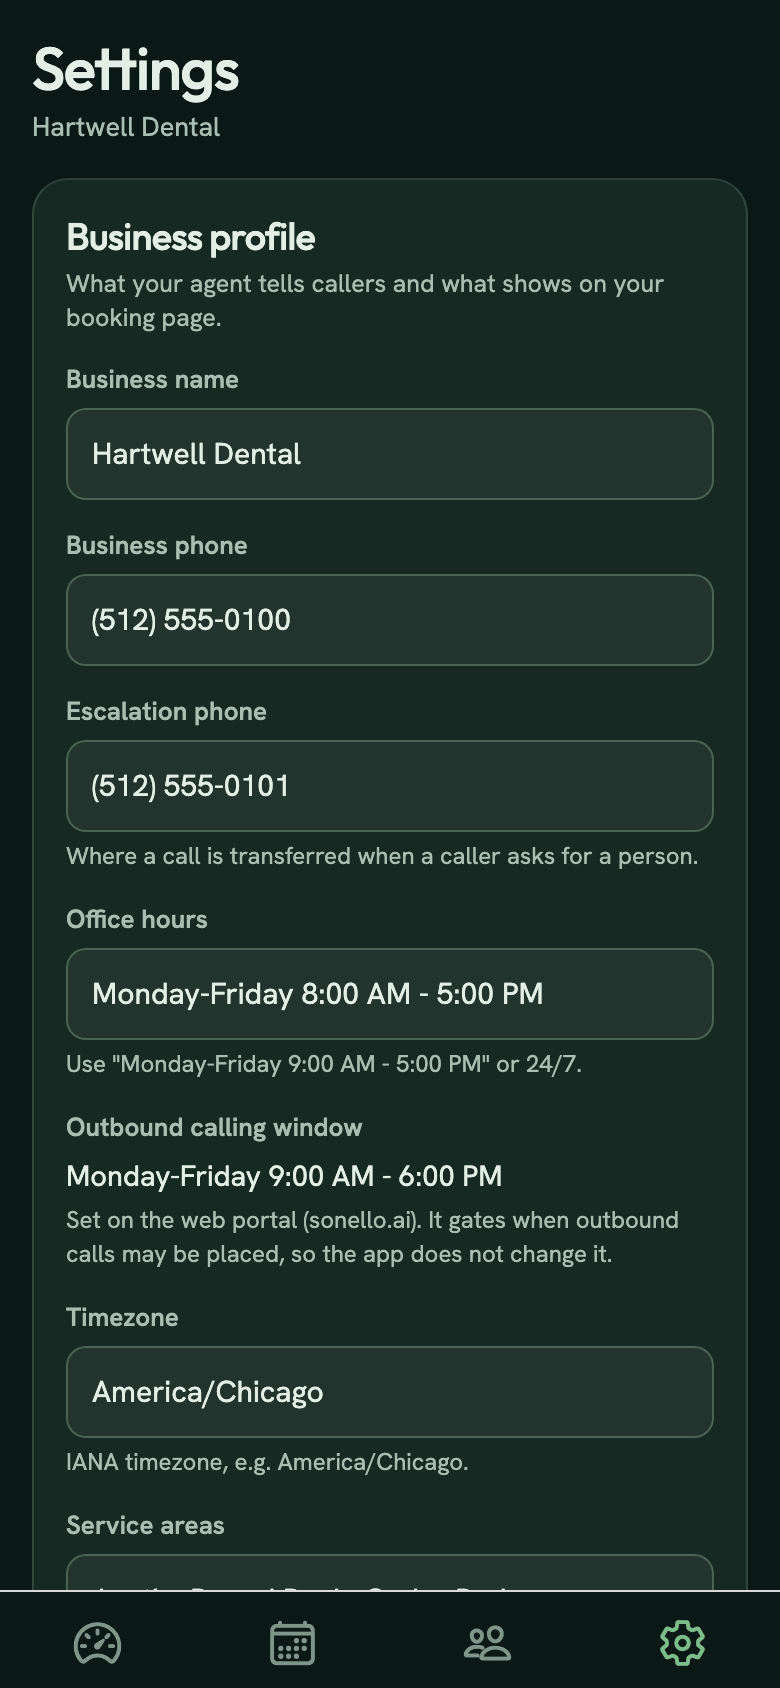 Settings
Hartwell Dental
Business profile
What your agent tells callers and what shows on your
booking page.
Business name
Hartwell Dental
Business phone
(512) 555-0100
Escalation phone
(512) 555-0101
Where a call is transferred when a caller asks for a person.
Office hours
Monday-Friday 8:00 AM - 5:00 PM
Use "Monday-Friday 9:00 AM - 5:00 PM" or 24/7.
Outbound calling window
Monday-Friday 9:00 AM - 6:00 PM
Set on the web portal (sonello.ai). It gates when outbound
calls may be placed, so the app does not change it.
Timezone
America/Chicago
IANA timezone, e.g. America/Chicago.
Service areas